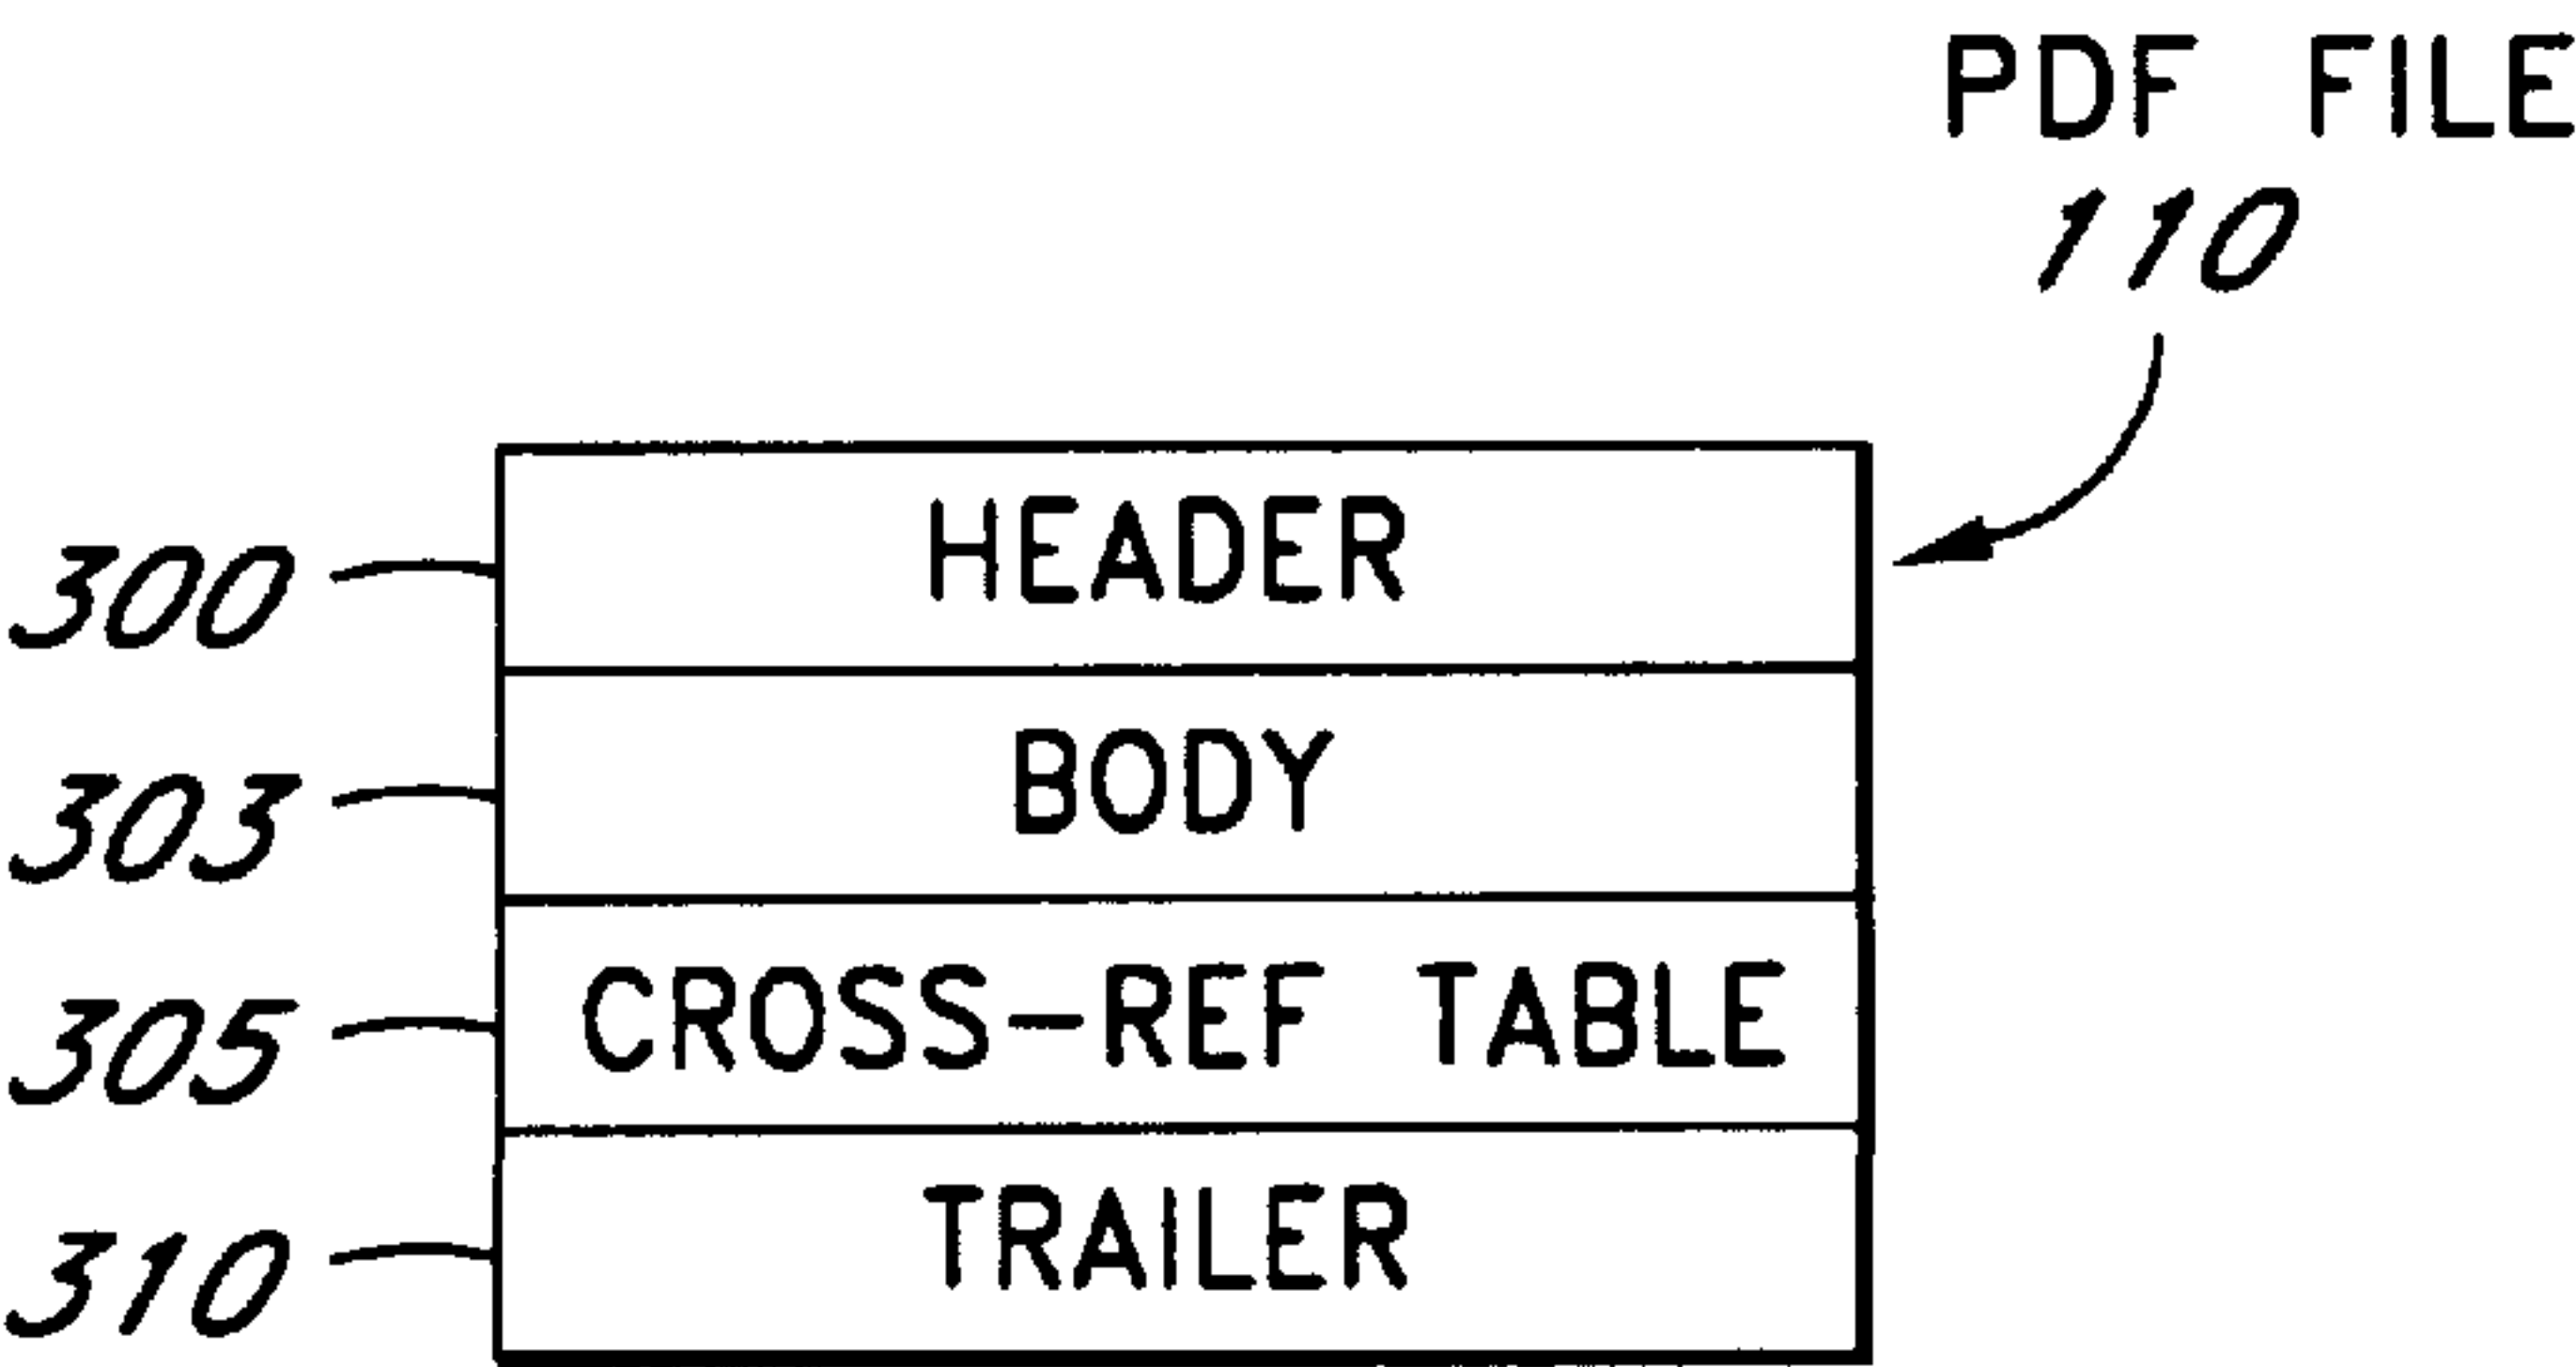 PDF FILE
110
300 HEADER
303 BODY
305 CROSS-REF TABLE
310 TRAILER